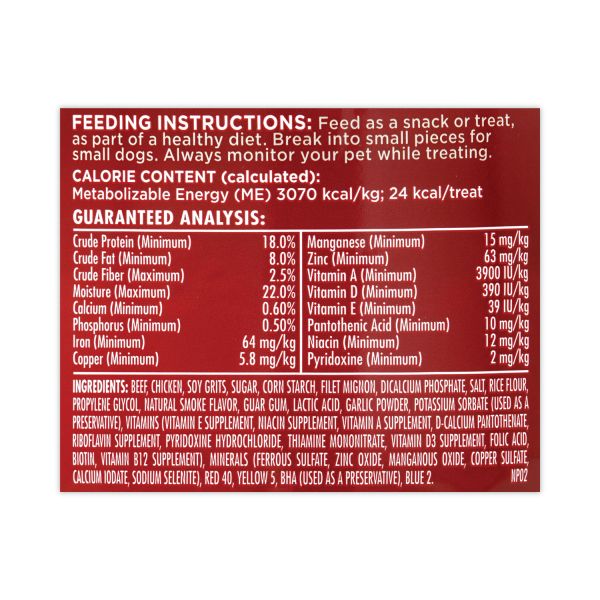 FEEDING INSTRUCTIONS: Feed as a snack or treat,
as part of a healthy diet. Break into small pieces for
small dogs. Always monitor your pet while treating.
CALORIE CONTENT (calculated):
Metabolizable Energy (ME) 3070 kcal/kg; 24 kcal/treat
GUARANTEED ANALYSIS:
Crude Protein (Minimum) 18.0%
Crude Fat (Minimum) 8.0%
Crude Fiber (Maximum) 2.5%
Moisture (Maximum) 22.0%
Calcium (Minimum) 0.60%
Phosphorus (Minimum) 0.50%
Iron (Minimum) 64 mg/kg
Copper (Minimum) 5.8 mg/kg
Manganese (Minimum) 15 mg/kg
Zinc (Minimum) 63 mg/kg
Vitamin A (Minimum) 3900 IU/kg
Vitamin D (Minimum) 390 IU/kg
Vitamin E (Minimum) 39 IU/kg
Pantothenic Acid (Minimum) 10 mg/kg
Niacin (Minimum) 12 mg/kg
Pyridoxine (Minimum) 2 mg/kg
INGREDIENTS: BEEF, CHICKEN, SOY GRITS, SUGAR, CORN STARCH, FILET MIGNON, DICALCIUM PHOSPHATE, SALT, RICE FLOUR,
PROPYLENE GLYCOL, NATURAL SMOKE FLAVOR, GUAR GUM, LACTIC ACID, GARLIC POWDER, POTASSIUM SORBATE (USED AS A
PRESERVATIVE), VITAMINS (VITAMIN E SUPPLEMENT, NIACIN SUPPLEMENT, VITAMIN A SUPPLEMENT, D-CALCIUM PANTOTHENATE,
RIBOFLAVIN SUPPLEMENT, PYRIDOXINE HYDROCHLORIDE, THIAMINE MONONITRATE, VITAMIN D3 SUPPLEMENT, FOLIC ACID,
BIOTIN, VITAMIN B12 SUPPLEMENT), MINERALS (FERROUS SULFATE, ZINC OXIDE, MANGANOUS OXIDE, COPPER SULFATE,
CALCIUM IODATE, SODIUM SELENITE), RED 40, YELLOW 5, BHA (USED AS A PRESERVATIVE), BLUE 2. NP02